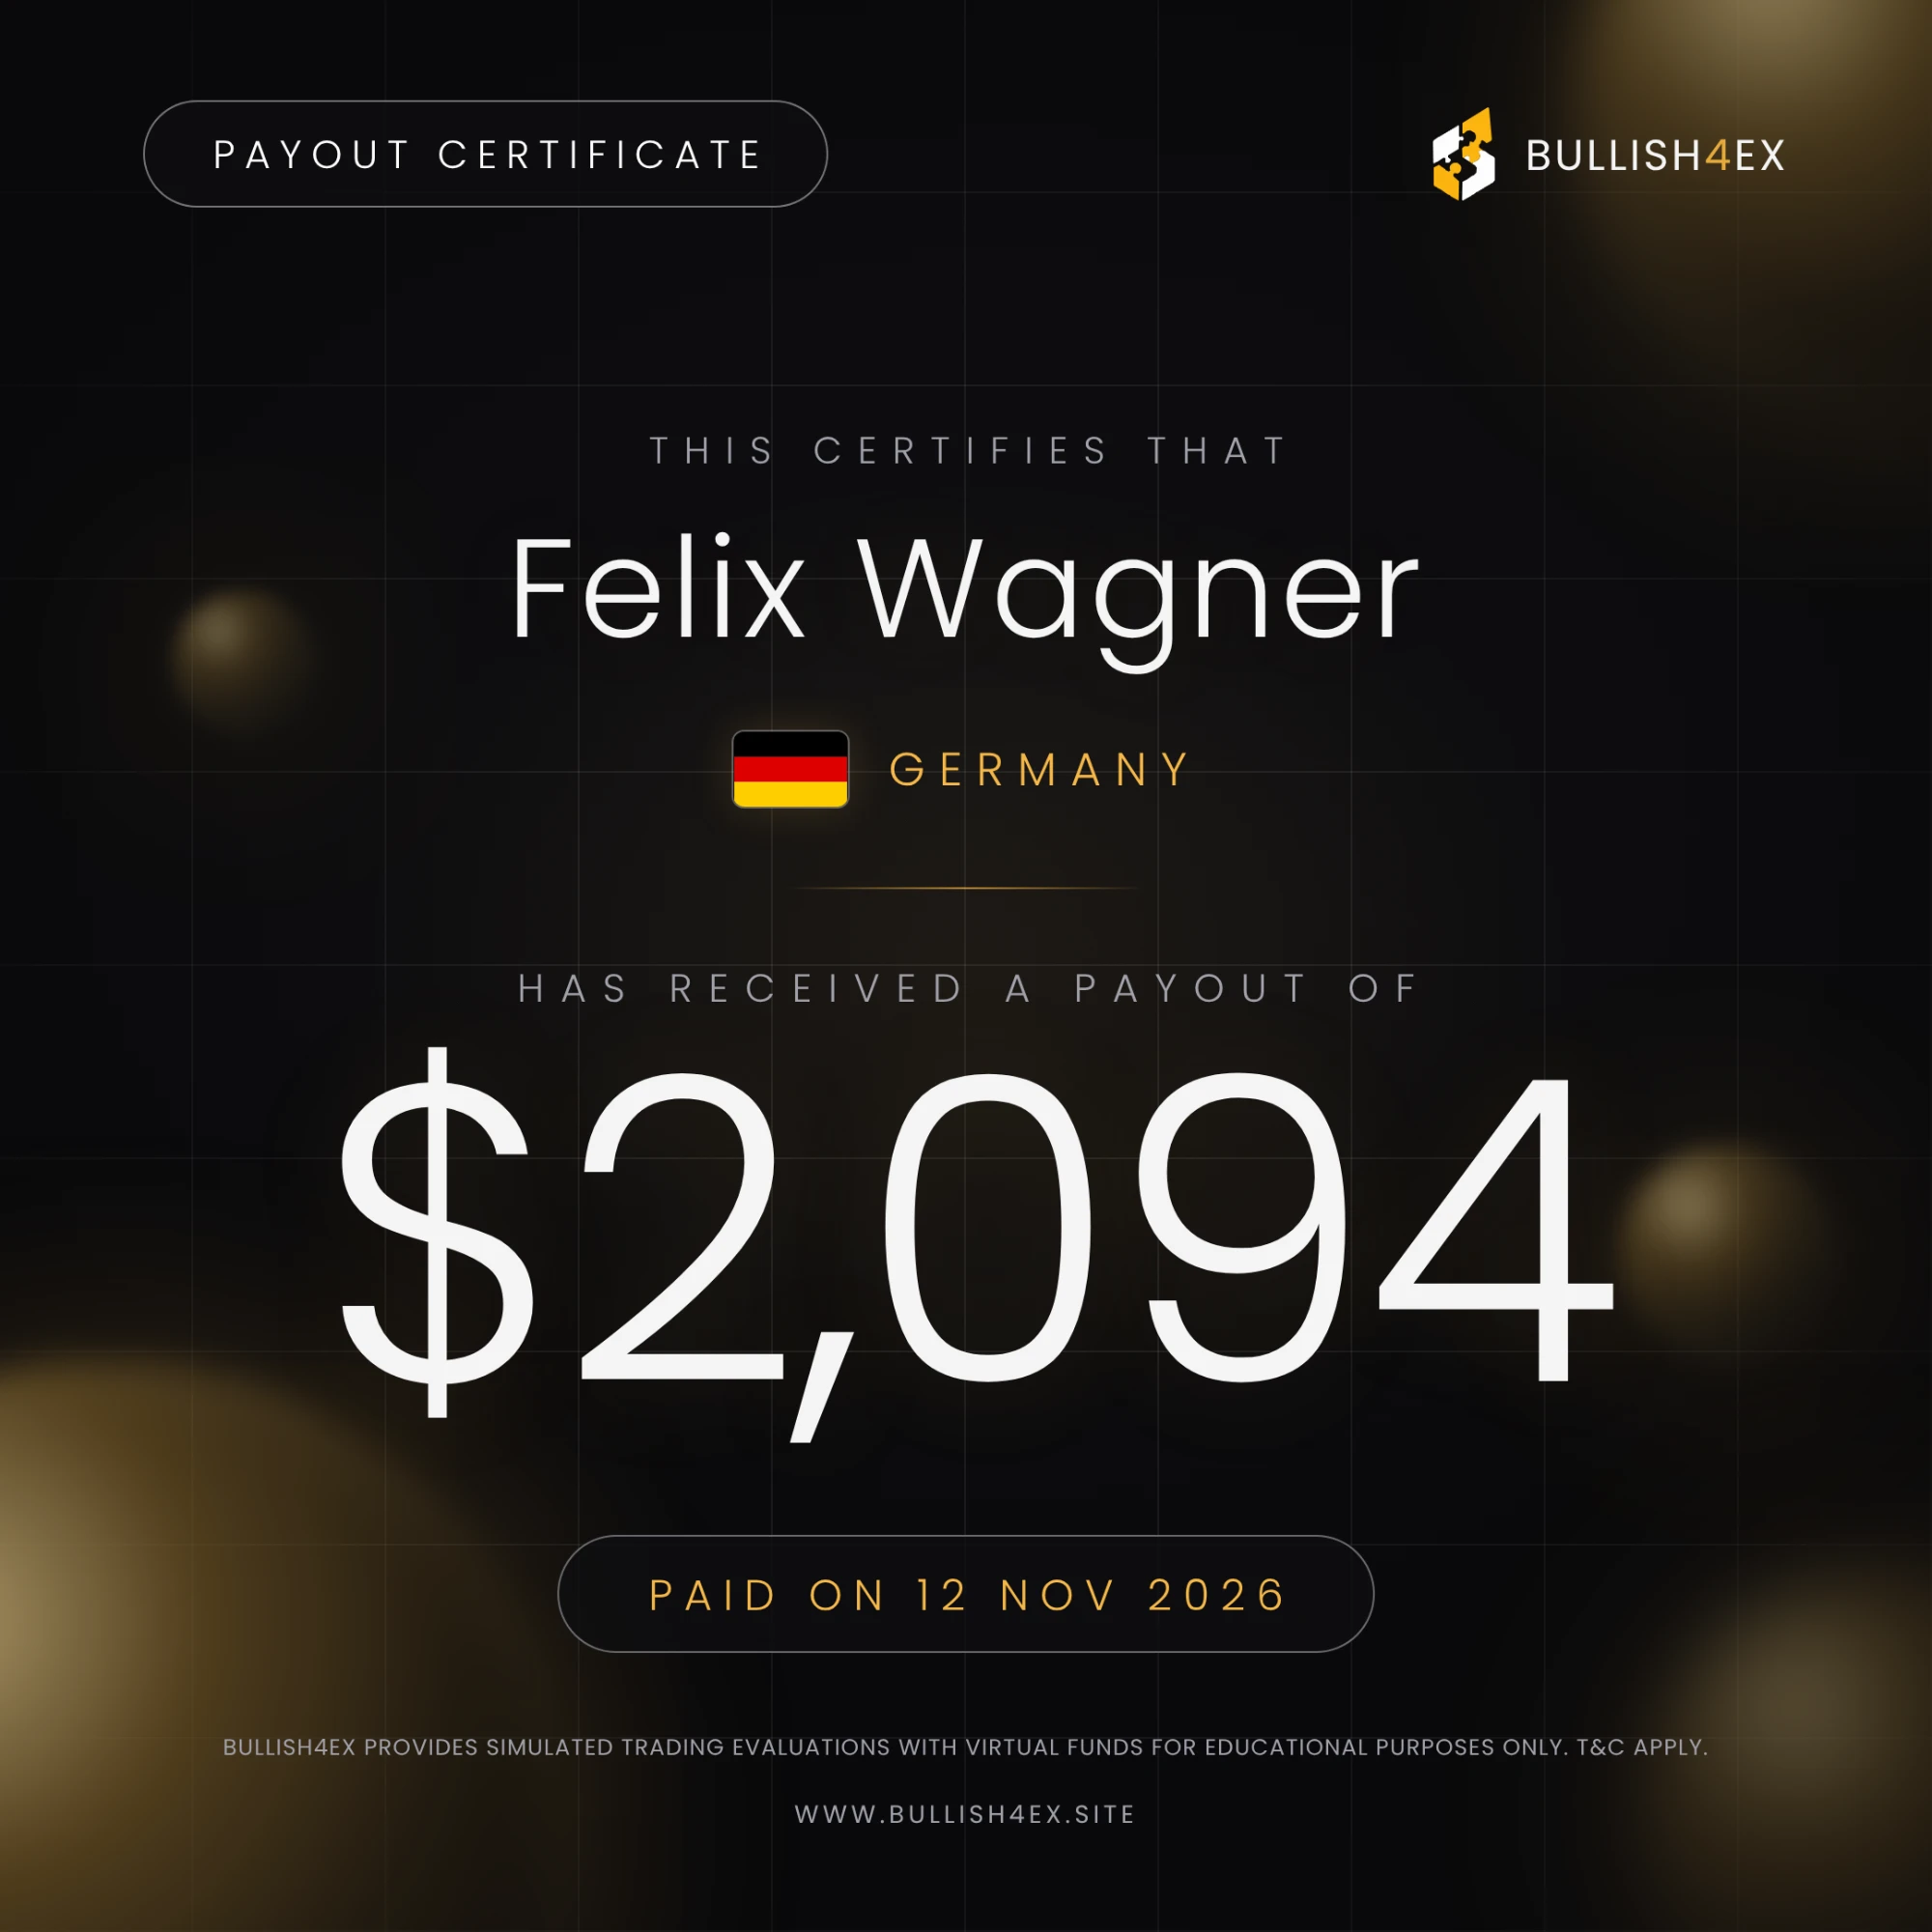 PAYOUT CERTIFICATE
BULLISH4EX
THIS CERTIFIES THAT
Felix Wagner
GERMANY
HAS RECEIVED A PAYOUT OF
$2,094
PAID ON 12 NOV 2026
BULLISH4EX PROVIDES SIMULATED TRADING EVALUATIONS WITH VIRTUAL FUNDS FOR EDUCATIONAL PURPOSES ONLY. T&C APPLY.
WWW.BULLISH4EX.SITE